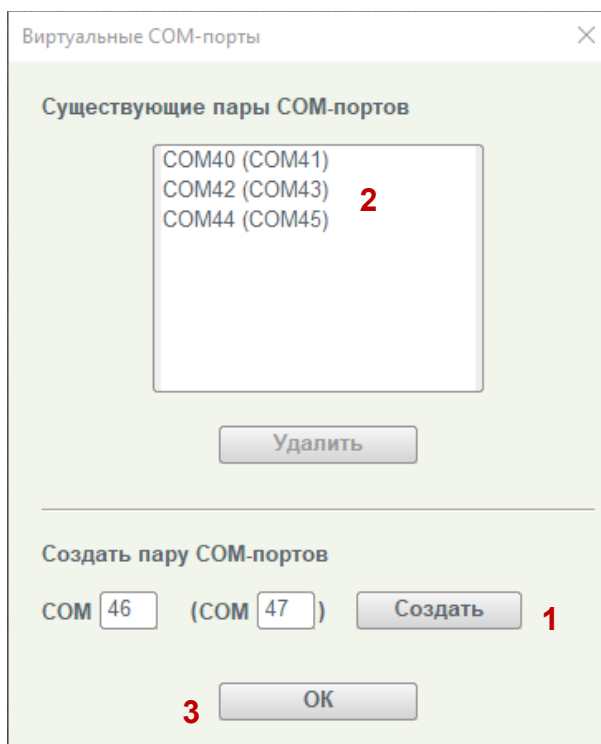 Виртуальные COM-порты
Существующие пары COM-портов
COM40 (COM41)
COM42 (COM43)
2
COM44 (COM45)
Удалить
Создать пару COM-портов
COM 46 (COM 47 ) Создать 1
3 ОК